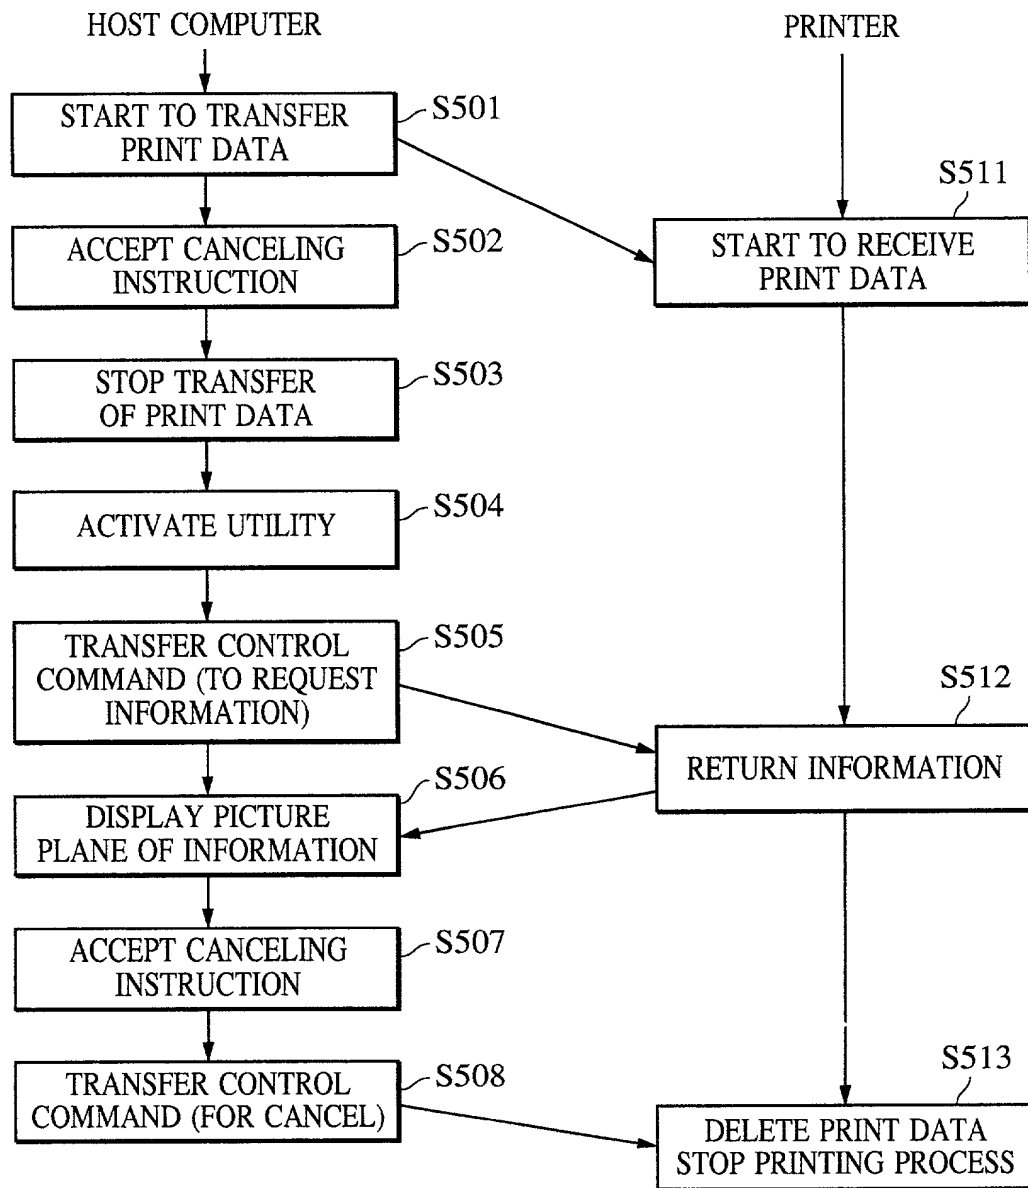 HOST COMPUTER
PRINTER
START TO TRANSFER
PRINT DATA
S501
S511
ACCEPT CANCELING
INSTRUCTION
S502
START TO RECEIVE
PRINT DATA
STOP TRANSFER
OF PRINT DATA
S503
ACTIVATE UTILITY
S504
TRANSFER CONTROL
COMMAND (TO REQUEST
INFORMATION)
S505
S512
RETURN INFORMATION
DISPLAY PICTURE
PLANE OF INFORMATION
S506
ACCEPT CANCELING
INSTRUCTION
S507
TRANSFER CONTROL
COMMAND (FOR CANCEL)
S508
S513
DELETE PRINT DATA
STOP PRINTING PROCESS